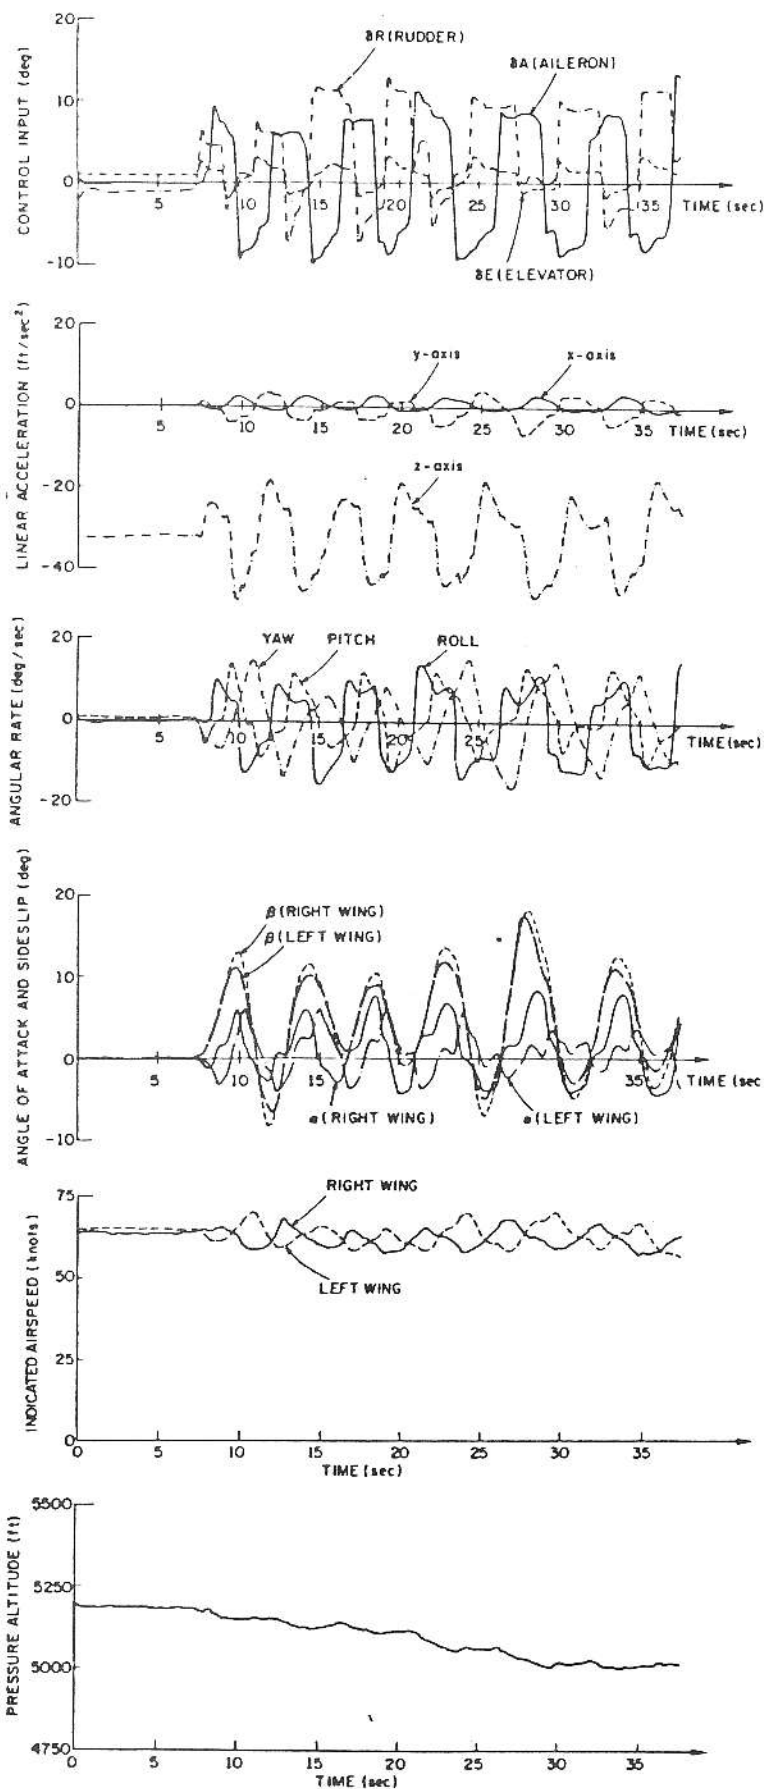 CONTROL INPUT (deg)
20
10
0
-10
δR (RUDDER)
δA (AILERON)
δE (ELEVATOR)
5 10 15 20 25 30 35 TIME (sec)
LINEAR ACCELERATION (ft/sec²)
20
0
-20
-40
y-axis
x-axis
z-axis
5 10 15 20 25 30 35 TIME (sec)
ANGULAR RATE (deg/sec)
20
0
-20
YAW PITCH ROLL
5 10 15 20 25 TIME (sec)
ANGLE OF ATTACK AND SIDESLIP (deg)
20
10
0
-10
β (RIGHT WING)
β (LEFT WING)
α (RIGHT WING)
α (LEFT WING)
5 10 15 35 TIME (sec
INDICATED AIRSPEED (knots)
75
50
25
0
RIGHT WING
LEFT WING
0 5 10 15 20 25 30 35
TIME (sec)
PRESSURE ALTITUDE (ft)
5500
5250
5000
4750
0 5 10 15 20 25 30 35
TIME (sec)